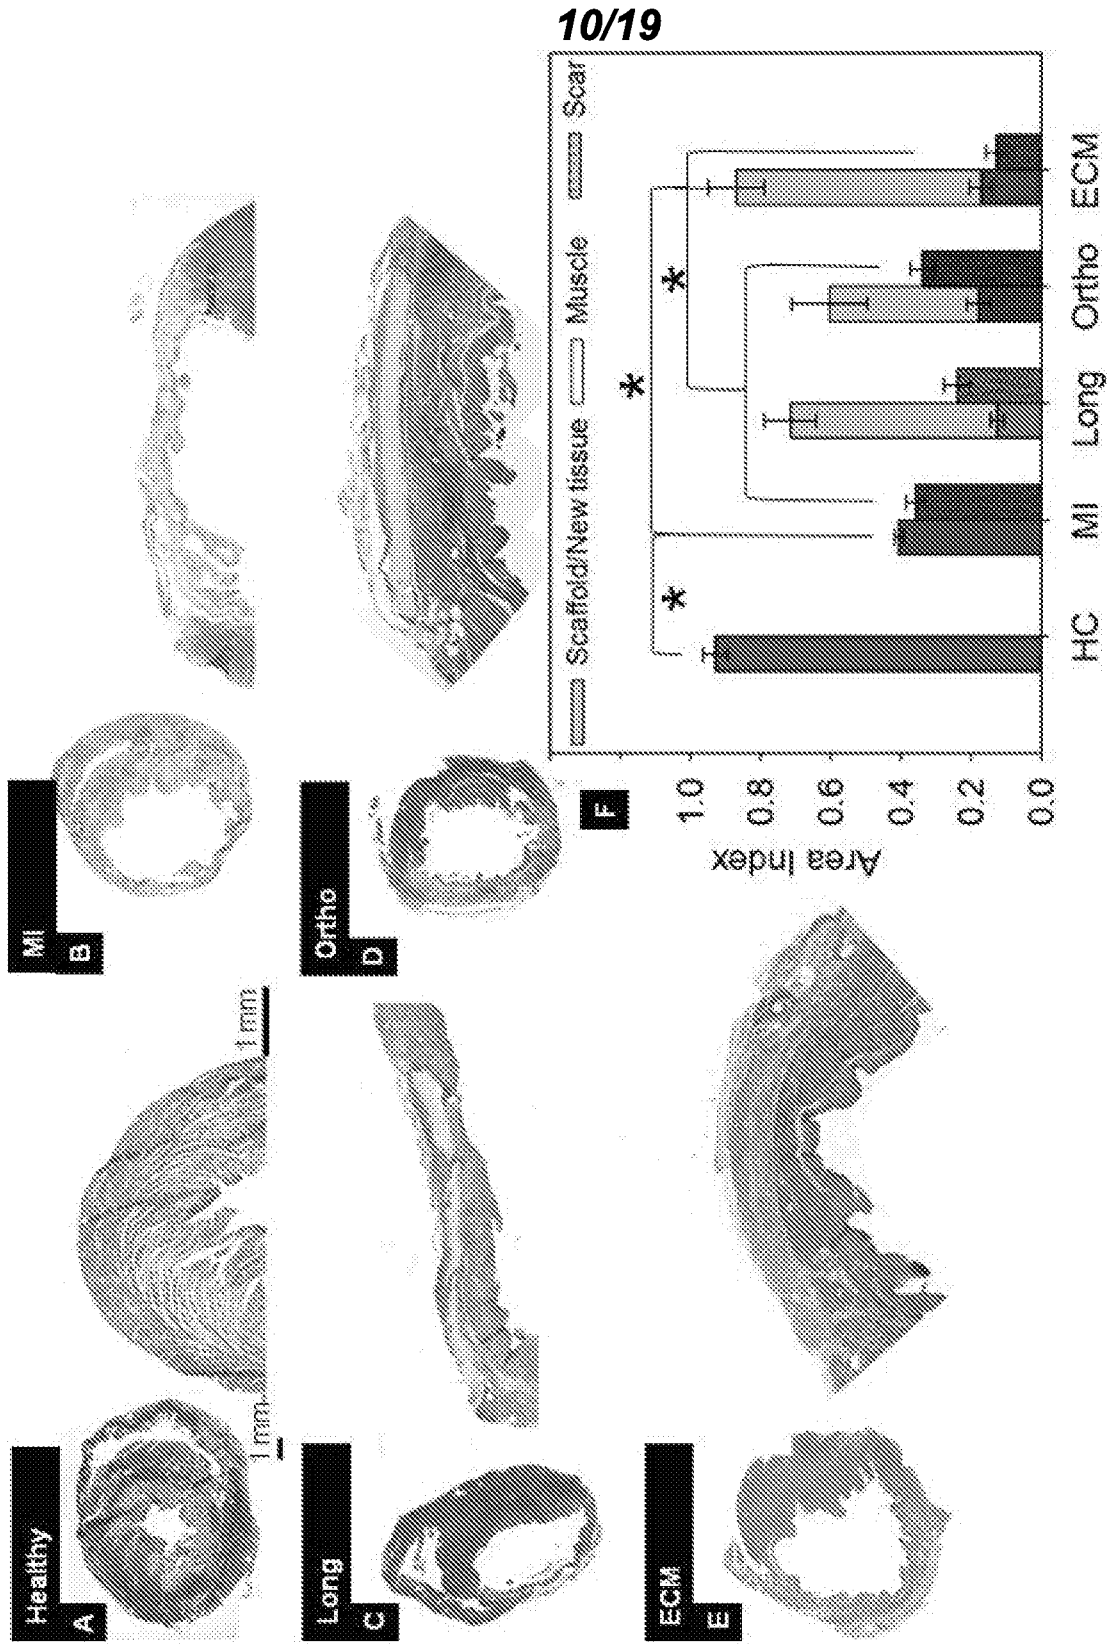 10/19
Healthy
A
1 mm
1 mm
MI
B
Long
C
Ortho
D
ECM
E
F
Scaffold/New tissue
Muscle
Scar
Area Index
1.0
0.8
0.6
0.4
0.2
0.0
*
*
*
HC
MI
Long
Ortho
ECM